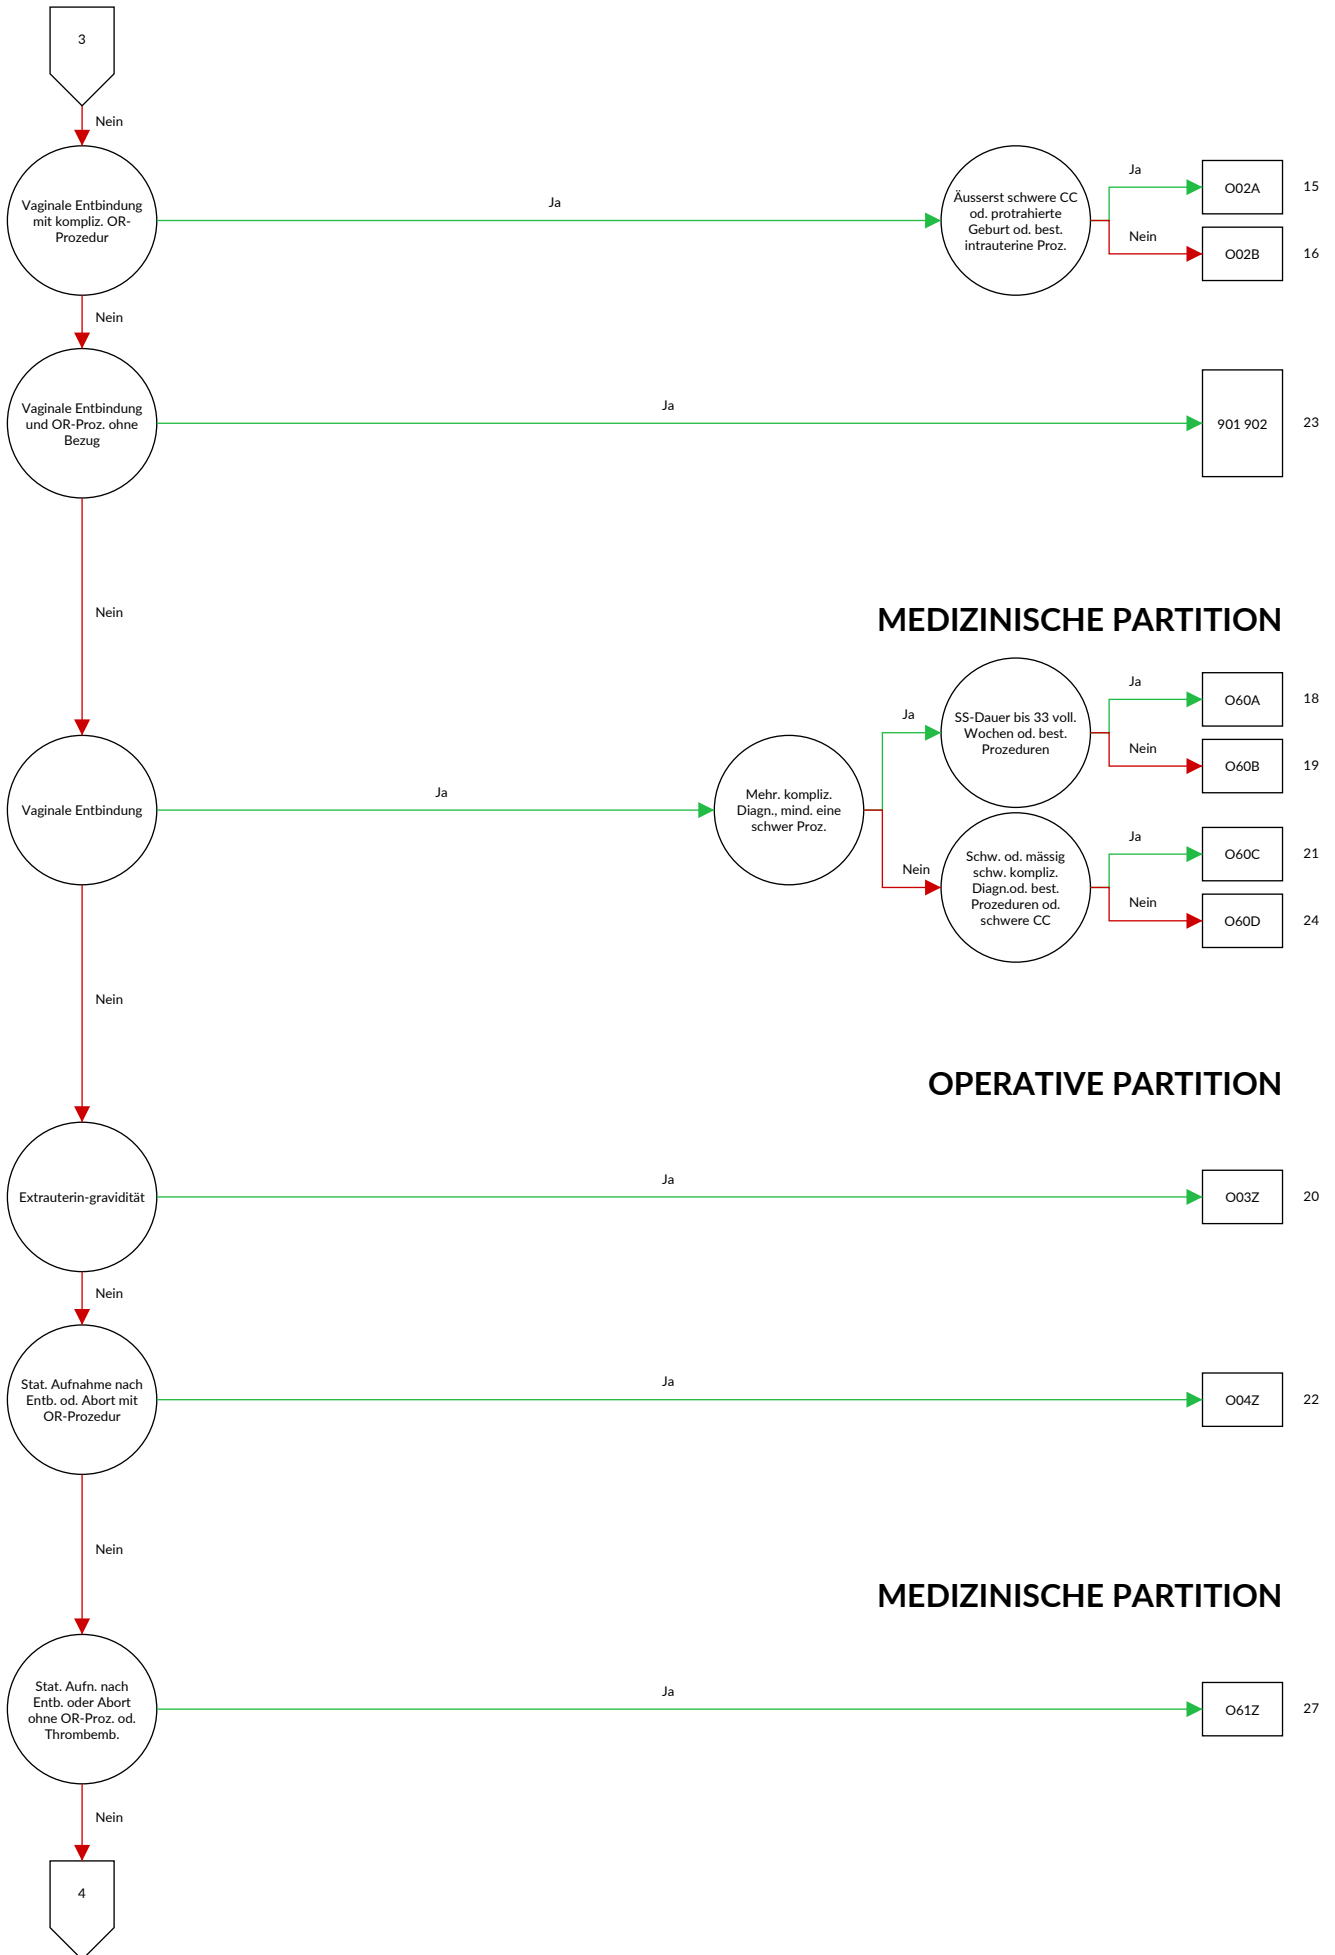 3
Nein
Vaginale Entbindung
mit kompliz. OR-
Prozedur
Ja
Äusserst schwere CC
od. protrahierte
Geburt od. best.
intrauterine Proz.
Ja
O02A
15
Nein
O02B
16
Nein
Vaginale Entbindung
und OR-Proz. ohne
Bezug
Ja
901 902
23
Nein
MEDIZINISCHE PARTITION
Vaginale Entbindung
Ja
Mehr. kompliz.
Diagn., mind. eine
schwer Proz.
Ja
SS-Dauer bis 33 voll.
Wochen od. best.
Prozeduren
Ja
O60A
18
Nein
O60B
19
Nein
Schw. od. mässig
schw. kompliz.
Diagn.od. best.
Prozeduren od.
schwere CC
Ja
O60C
21
Nein
O60D
24
Nein
OPERATIVE PARTITION
Extrauterin-gravidität
Ja
O03Z
20
Nein
Stat. Aufnahme nach
Entb. od. Abort mit
OR-Prozedur
Ja
O04Z
22
Nein
MEDIZINISCHE PARTITION
Stat. Aufn. nach
Entb. oder Abort
ohne OR-Proz. od.
Thrombemb.
Ja
O61Z
27
Nein
4